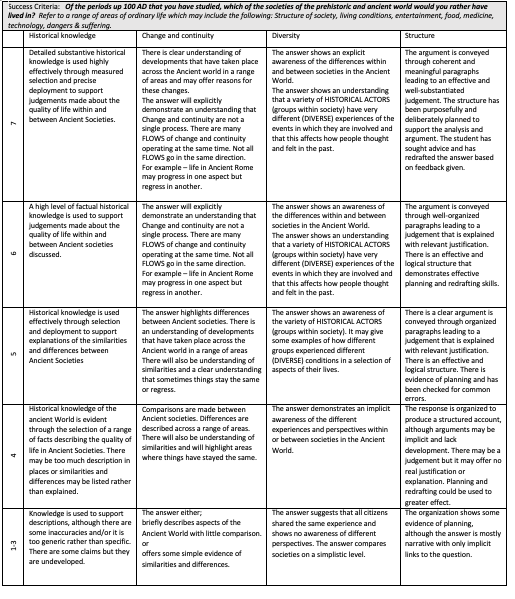 Success Criteria: Of the periods up 100 AD that you have studied, which of the societies of the prehistoric and ancient world would you rather have
lived in? Refer to a range of areas of ordinary life which may include the following: Structure of society, living conditions, entertainment, food, medicine,
technology, dangers & suffering.
Historical knowledge
Change and continuity
Diversity
Structure
7
Detailed substantive historical
knowledge is used highly
effectively through measured
selection and precise
deployment to support
judgements made about the
quality of life within and
between Ancient Societies.
There is clear understanding of
developments that have taken place
across the Ancient world in a range
of areas and may offer reasons for
these changes.
The answer will explicitly
demonstrate an understanding that
Change and continuity are not a
single process. There are many
FLOWS of change and continuity
operating at the same time. Not all
FLOWS go in the same direction.
For example – life in Ancient Rome
may progress in one aspect but
regress in another.
The answer shows an explicit
awareness of the differences within
and between societies in the Ancient
World.
The answer shows an understanding
that a variety of HISTORICAL ACTORS
(groups within society) have very
different (DIVERSE) experiences of the
events in which they are involved and
that this affects how people thought
and felt in the past.
The argument is conveyed
through coherent and
meaningful paragraphs
leading to an effective and
well-substantiated
judgement. The structure has
been purposefully and
deliberately planned to
support the analysis and
argument. The student has
sought advice and has
redrafted the answer based
on feedback given.
6
A high level of factual historical
knowledge is used to support
judgements made about the
quality of life within and
between Ancient societies
discussed.
The answer will explicitly
demonstrate an understanding that
Change and continuity are not a
single process. There are many
FLOWS of change and continuity
operating at the same time. Not all
FLOWS go in the same direction.
For example – life in Ancient Rome
may progress in one aspect but
regress in another.
The answer shows an awareness of
the differences within and between
societies in the Ancient World.
The answer shows an understanding
that a variety of HISTORICAL ACTORS
(groups within society) have very
different (DIVERSE) experiences of the
events in which they are involved and
that this affects how people thought
and felt in the past.
The argument is conveyed
through well-organized
paragraphs leading to a
judgement that is explained
with relevant justification.
There is an effective and
logical structure that
demonstrates effective
planning and redrafting skills.
5
Historical knowledge is used
effectively through selection
and deployment to support
explanations of the similarities
and differences between
Ancient Societies
The answer highlights differences
between Ancient societies. There is
an understanding of developments
that have taken place across the
Ancient world in a range of areas
There will also be understanding of
similarities and a clear understanding
that sometimes things stay the same
or regress.
The answer shows an awareness of
the variety of HISTORICAL ACTORS
(groups within society). It may give
some examples of how different
groups experienced different
(DIVERSE) conditions in a selection of
aspects of their lives.
There is a clear argument is
conveyed through organized
paragraphs leading to a
judgement that is explained
with relevant justification.
There is an effective and
logical structure. There is
evidence of planning and has
been checked for common
errors.
4
Historical knowledge of the
ancient World is evident
through the selection of a range
of facts describing the quality of
life in Ancient Societies. There
may be too much description in
places or similarities and
differences may be listed rather
than explained.
Comparisons are made between
Ancient societies. Differences are
described across a range of areas.
There will also be understanding of
similarities and will highlight areas
where things have stayed the same.
The answer demonstrates an implicit
awareness of the different
experiences and perspectives within
or between societies in the Ancient
World.
The response is organized to
produce a structured account,
although arguments may be
implicit and lack
development. There may be a
judgement but it may offer no
real justification or
explanation. Planning and
redrafting could be used to
greater effect.
1-3
Knowledge is used to support
descriptions, although there are
some inaccuracies and/or it is
too generic rather than specific.
There are some claims but they
are undeveloped.
The answer either;
briefly describes aspects of the
Ancient World with little comparison.
or
offers some simple evidence of
similarities and differences.
The answer suggests that all citizens
shared the same experience and
shows no awareness of different
perspectives. The answer compares
societies on a simplistic level.
The organization shows some
evidence of planning,
although the answer is mostly
narrative with only implicit
links to the question.